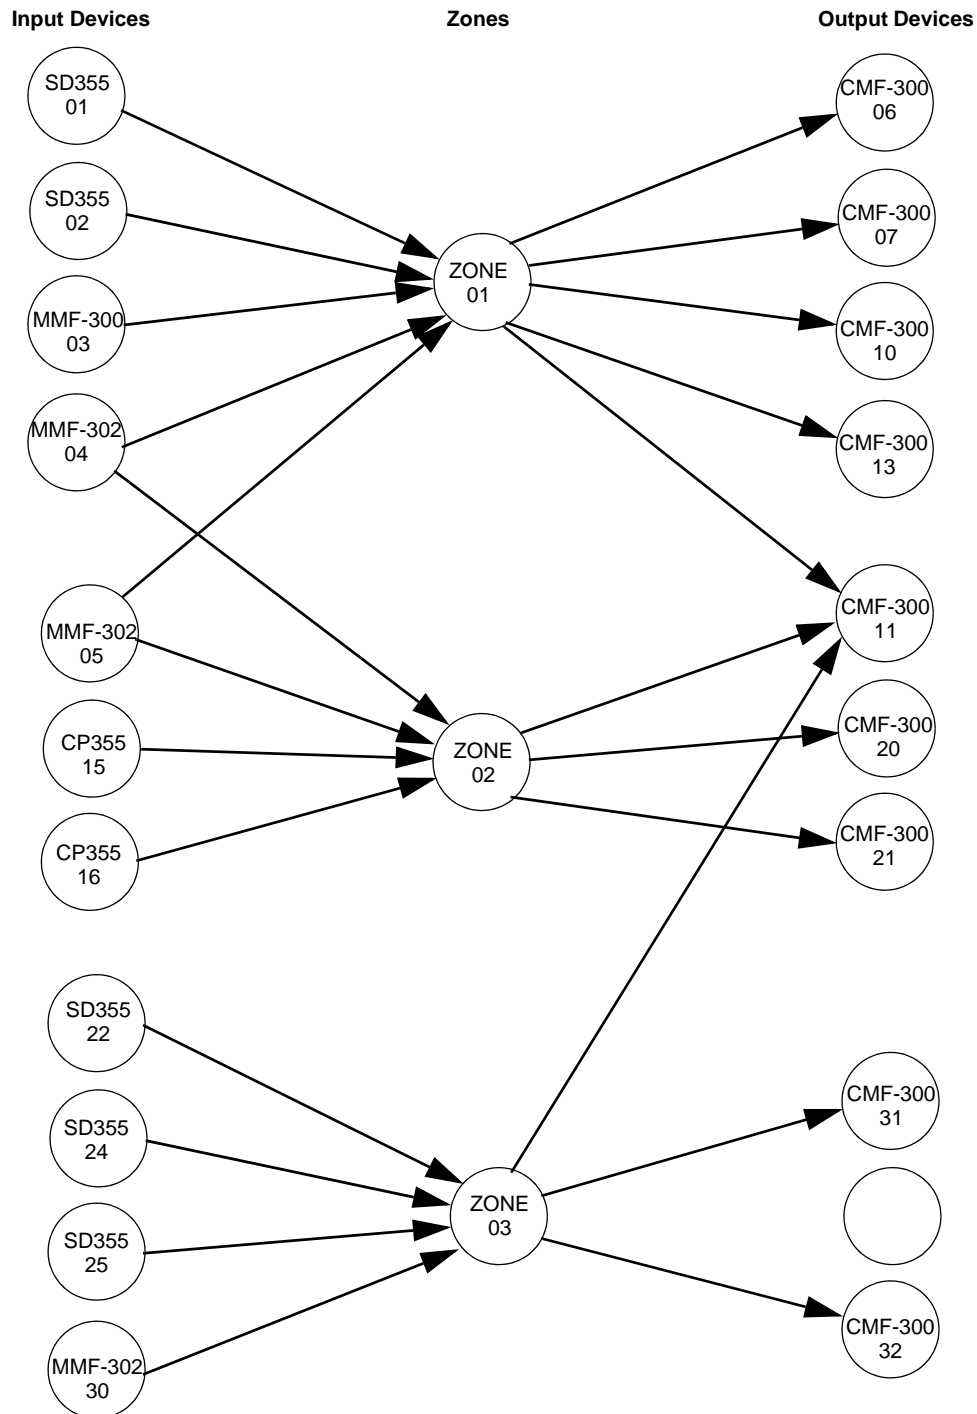 Input Devices
Zones
Output Devices
SD355
01
SD355
02
MMF-300
03
MMF-302
04
MMF-302
05
CP355
15
CP355
16
SD355
22
SD355
24
SD355
25
MMF-302
30
ZONE
01
ZONE
02
ZONE
03
CMF-300
06
CMF-300
07
CMF-300
10
CMF-300
13
CMF-300
11
CMF-300
20
CMF-300
21
CMF-300
31
CMF-300
32